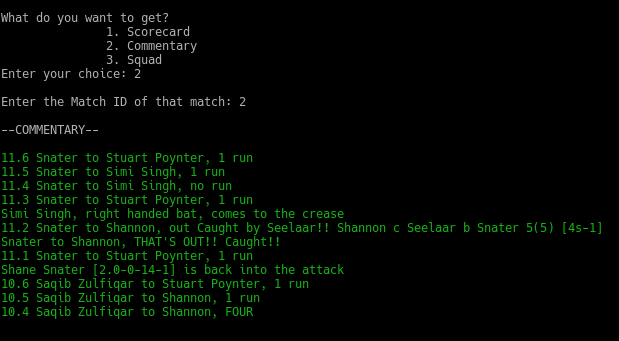 What do you want to get?
1. Scorecard
2. Commentary
3. Squad
Enter your choice: 2
Enter the Match ID of that match: 2
--COMMENTARY--
11.6 Snater to Stuart Poynter, 1 run
11.5 Snater to Simi Singh, 1 run
11.4 Snater to Simi Singh, no run
11.3 Snater to Stuart Poynter, 1 run
Simi Singh, right handed bat, comes to the crease
11.2 Snater to Shannon, out Caught by Seelaar!! Shannon c Seelaar b Snater 5(5) [4s-1]
Snater to Shannon, THAT'S OUT!! Caught!!
11.1 Snater to Stuart Poynter, 1 run
Shane Snater [2.0-0-14-1] is back into the attack
10.6 Saqib Zulfiqar to Stuart Poynter, 1 run
10.5 Saqib Zulfiqar to Shannon, 1 run
10.4 Saqib Zulfiqar to Shannon, FOUR